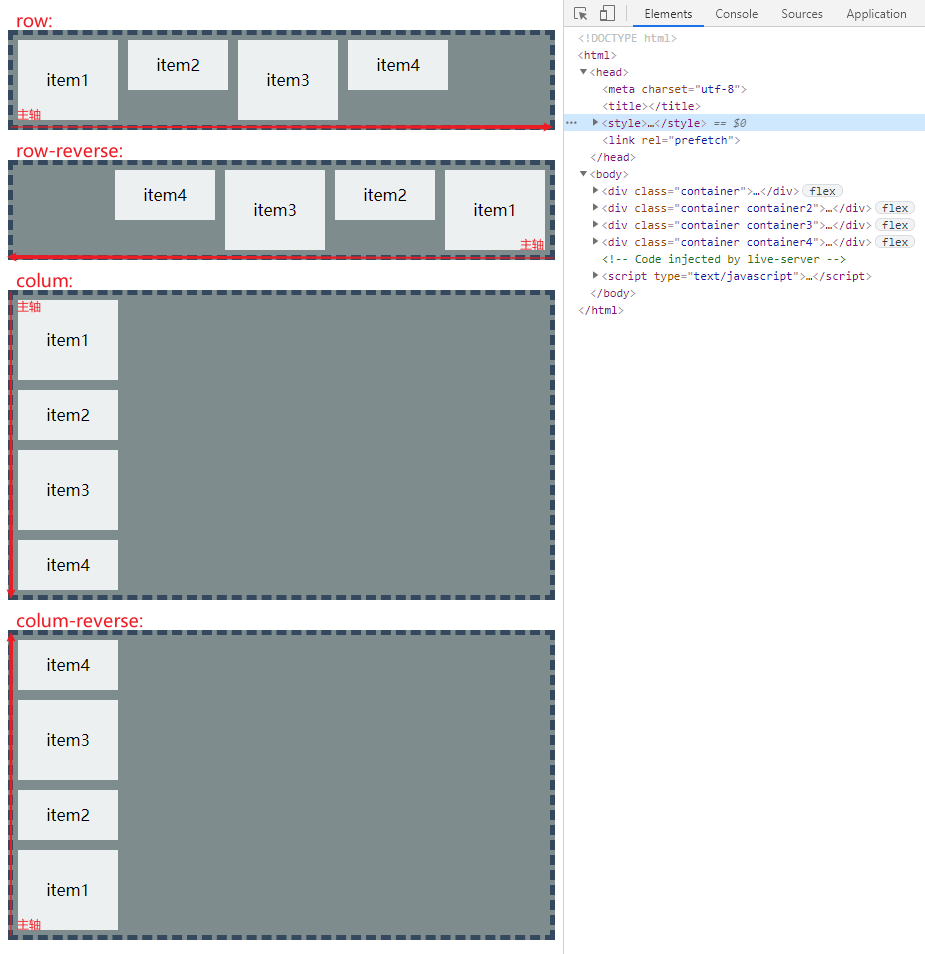 row:
item1
item2
item3
item4
主轴
row-reverse:
item4
item3
item2
item1
主轴
colum:
主轴
item1
item2
item3
item4
colum-reverse:
item4
item3
item2
item1
主轴
Elements Console Sources Application
<!DOCTYPE html>
<html>
▼<head>
<meta charset="utf-8">
<title></title>
••• ▶<style>…</style> == $0
<link rel="prefetch">
</head>
▼<body>
▶<div class="container">…</div> flex
▶<div class="container container2">…</div> flex
▶<div class="container container3">…</div> flex
▶<div class="container container4">…</div> flex
<!-- Code injected by live-server -->
▶<script type="text/javascript">…</script>
</body>
</html>